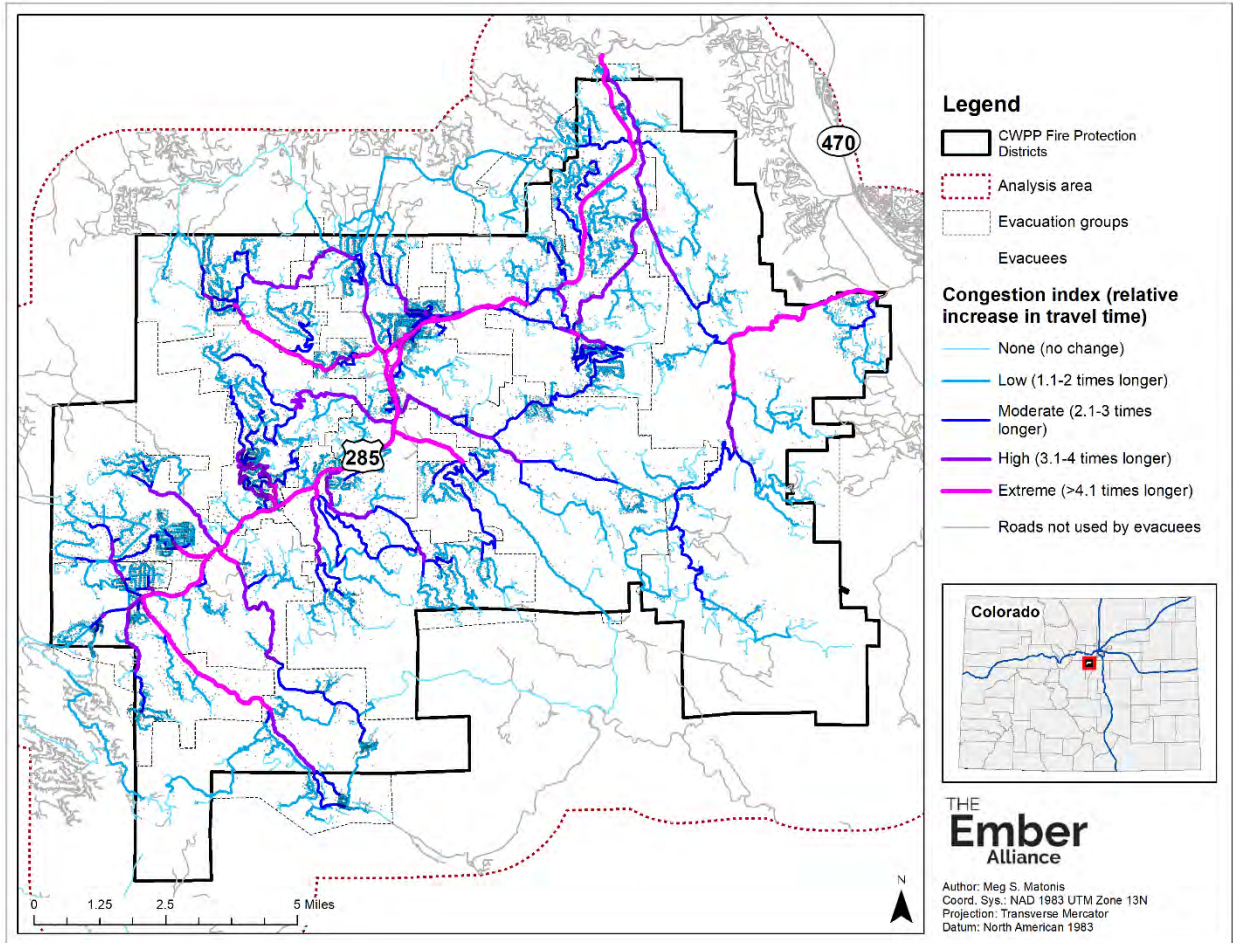 470
285
0 1.25 2.5 5 Miles
N
Legend
CWPP Fire Protection
Districts
Analysis area
Evacuation groups
Evacuees
Congestion index (relative
increase in travel time)
None (no change)
Low (1.1-2 times longer)
Moderate (2.1-3 times
longer)
High (3.1-4 times longer)
Extreme (>4.1 times longer)
Roads not used by evacuees
Colorado
THE
Ember
Alliance
Author: Meg S. Matonis
Coord. Sys.: NAD 1983 UTM Zone 13N
Projection: Transverse Mercator
Datum: North American 1983